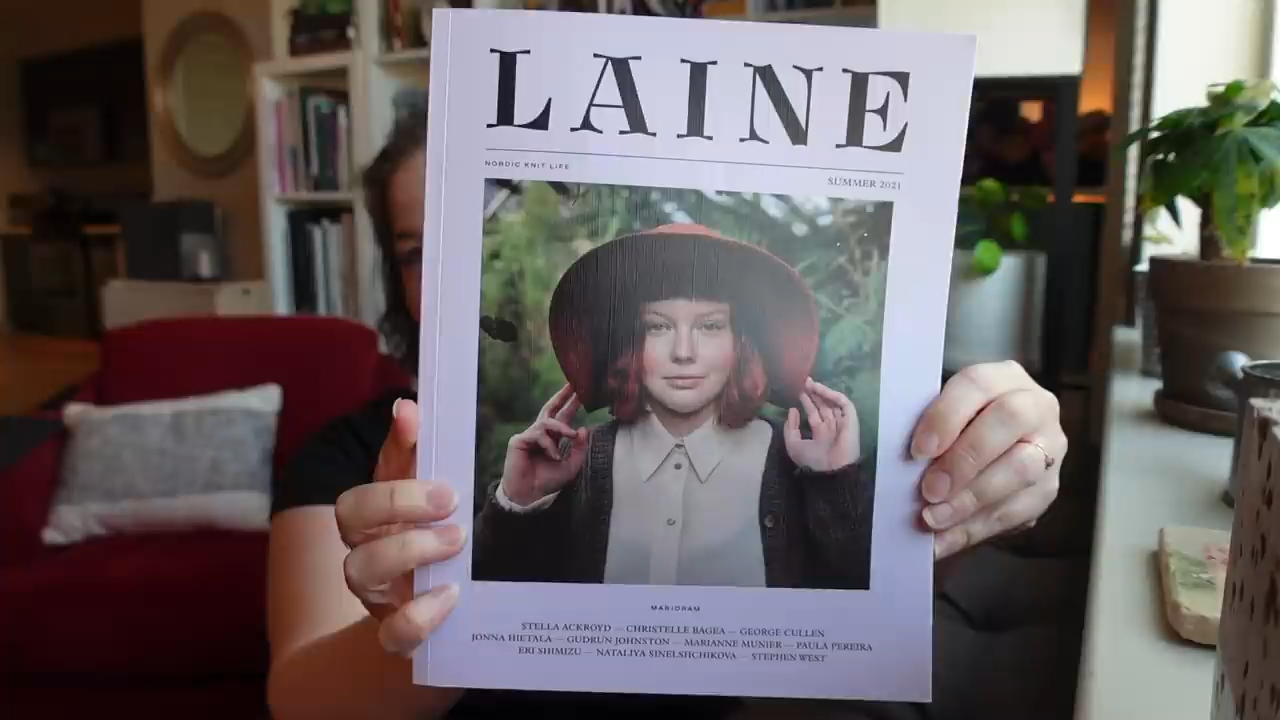 LAINE
NORDIC KNIT LIFE
SUMMER 2021
MARJORAM
STELLA ACKROYD — CHRISTELLE BAGEA — GEORGE CULLEN
JONNA HIETALA — GUDRUN JOHNSTON — MARIANNE MUNIER — PAULA PEREIRA
ERI SHIMIZU — NATALIYA SINELSHCHIKOVA — STEPHEN WEST